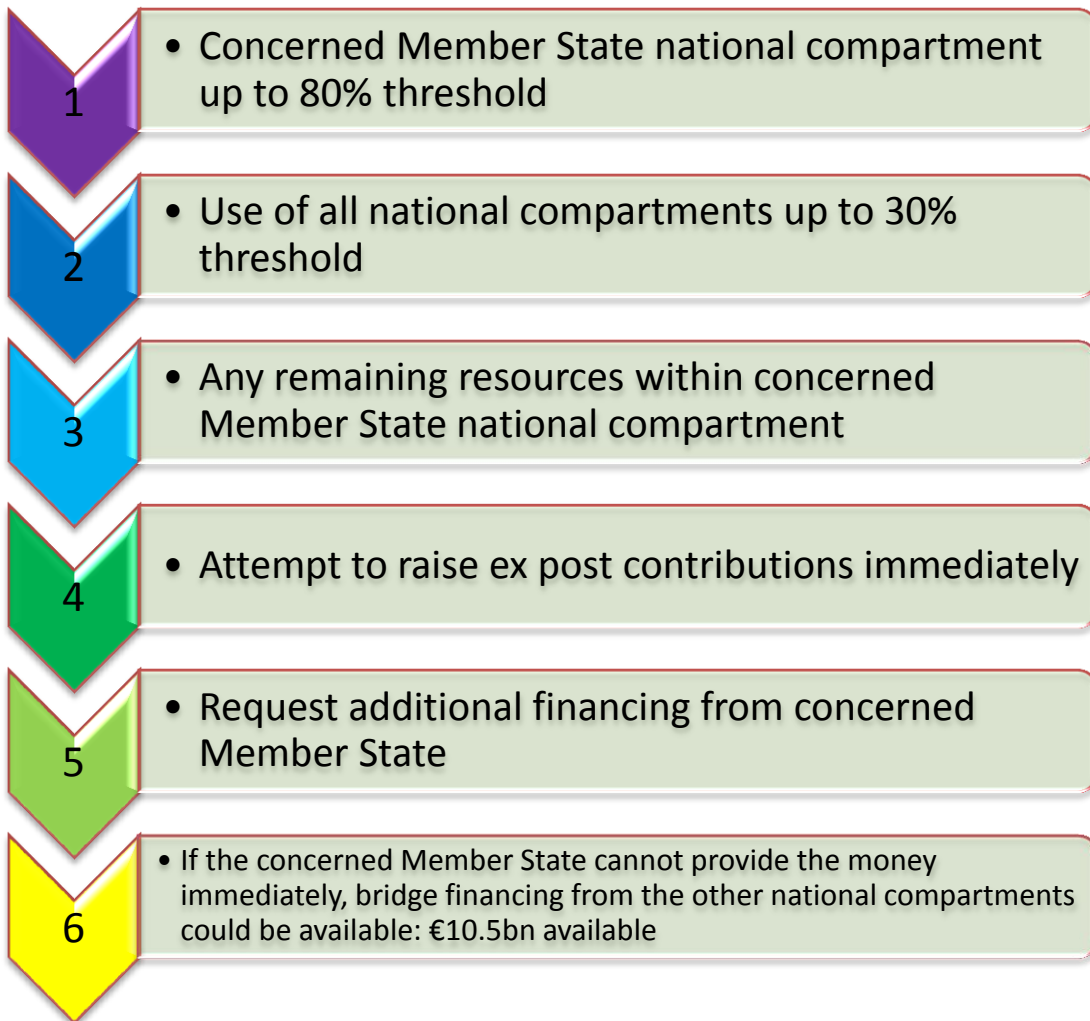 1
• Concerned Member State national compartment
up to 80% threshold
2
• Use of all national compartments up to 30%
threshold
3
• Any remaining resources within concerned
Member State national compartment
4
• Attempt to raise ex post contributions immediately
5
• Request additional financing from concerned
Member State
6
• If the concerned Member State cannot provide the money
immediately, bridge financing from the other national compartments
could be available: €10.5bn available